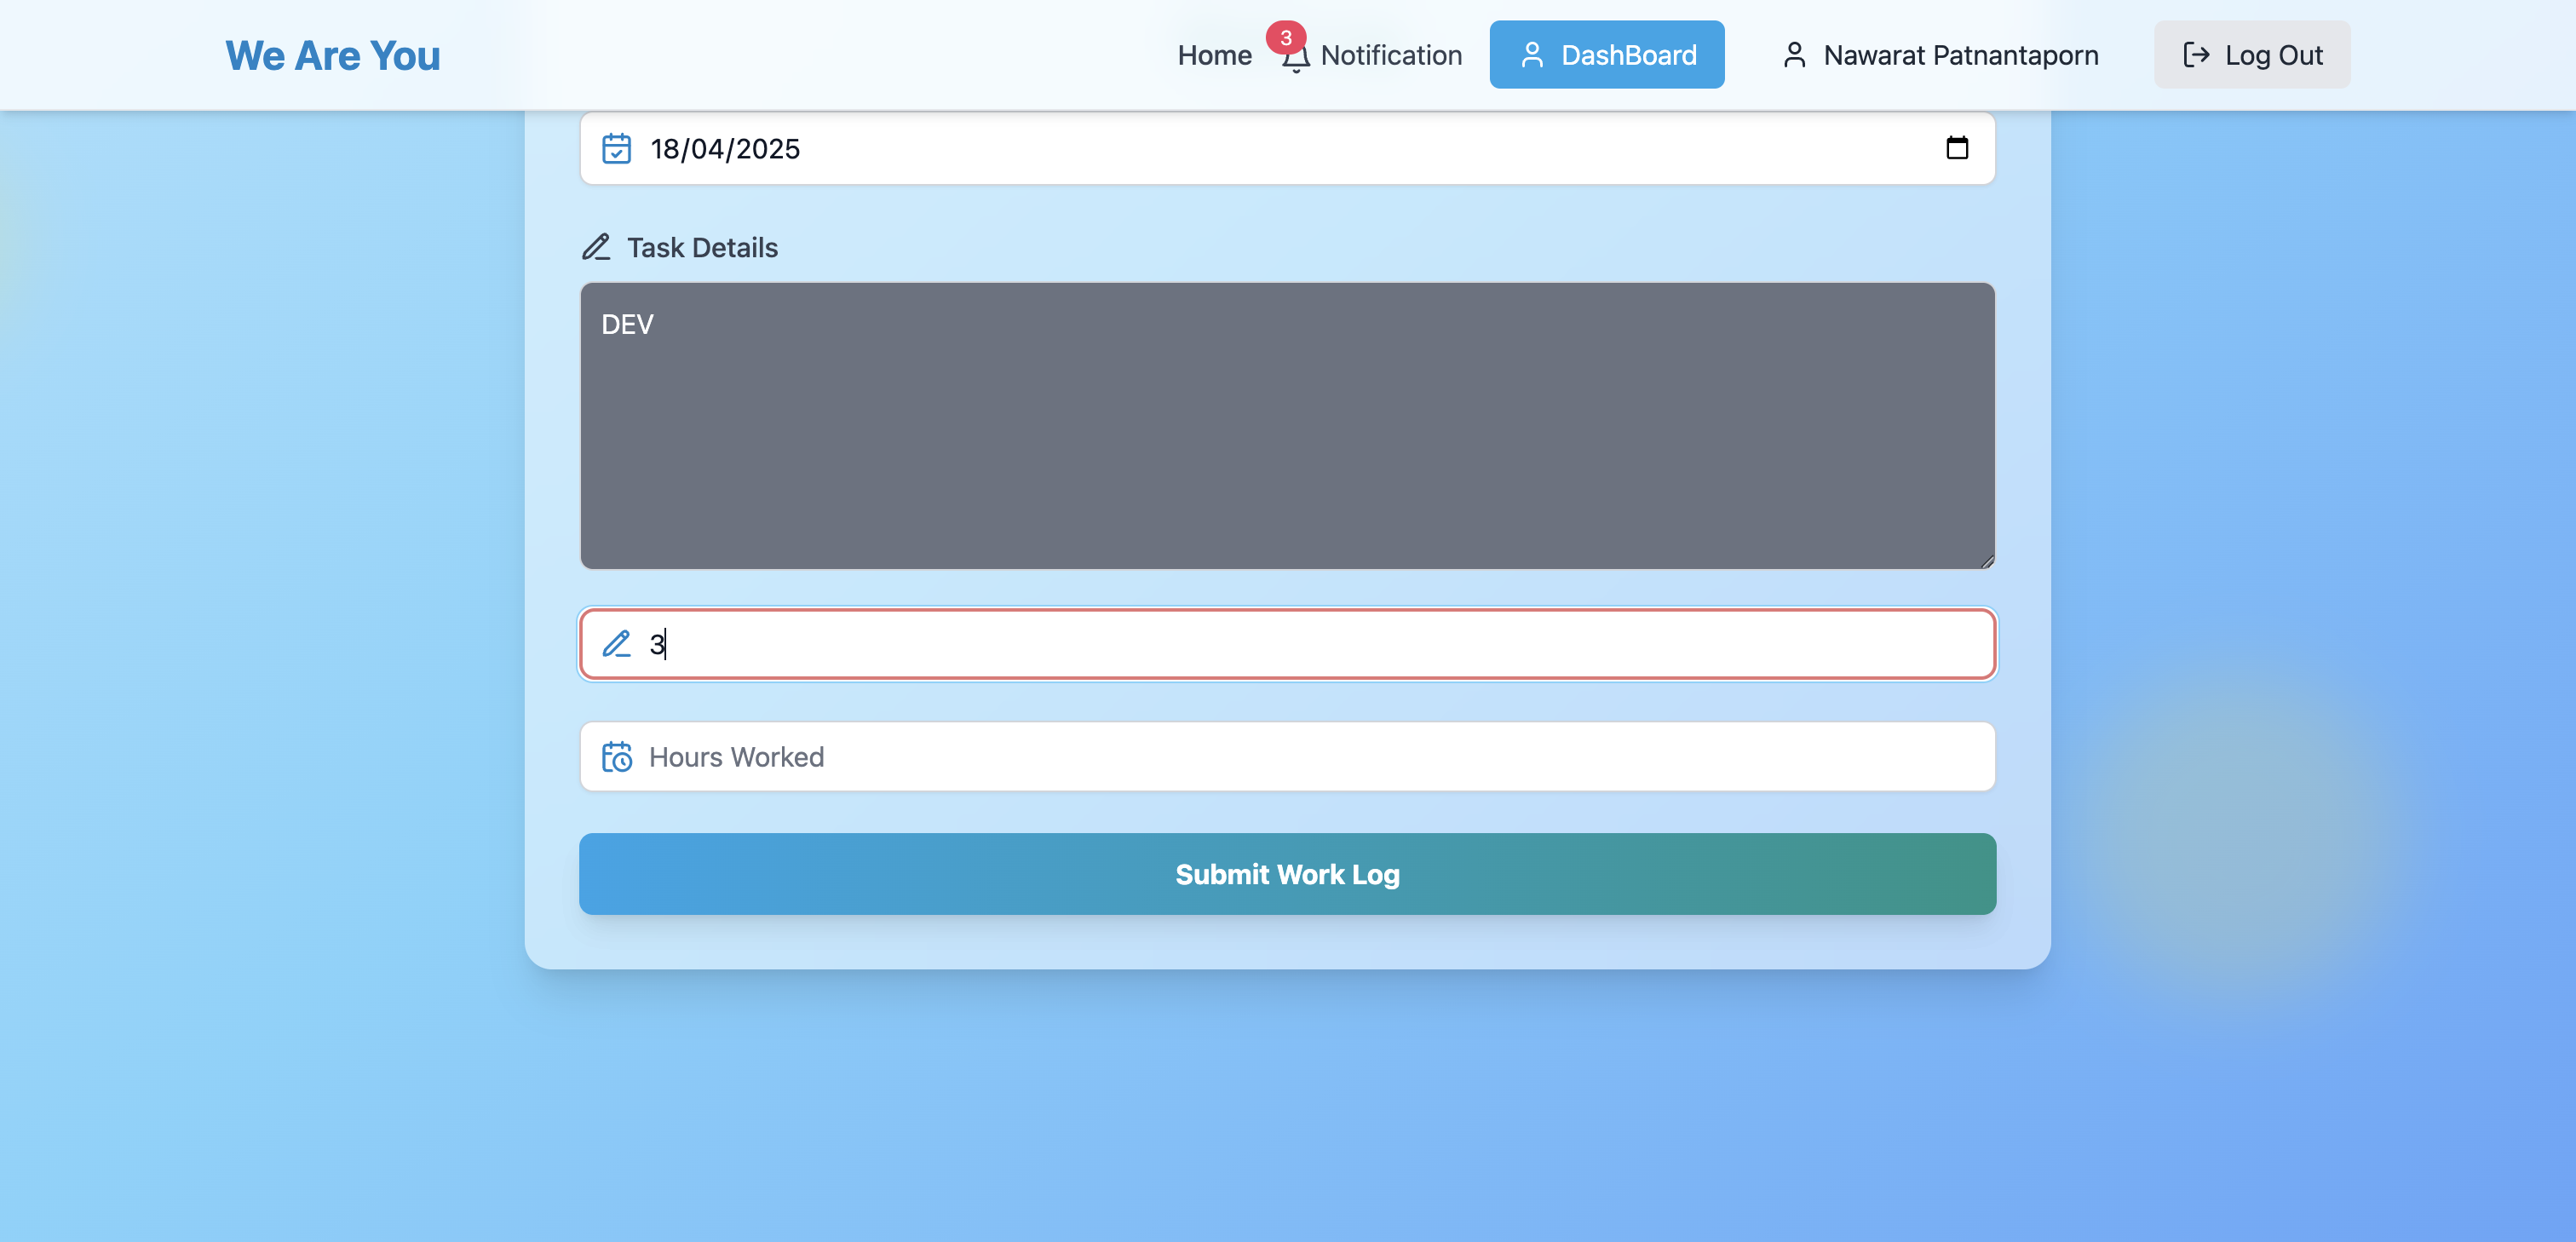 We Are You
Home
3
Notification
DashBoard
Nawarat Patnantaporn
Log Out
18/04/2025
Task Details
DEV
3
Hours Worked
Submit Work Log